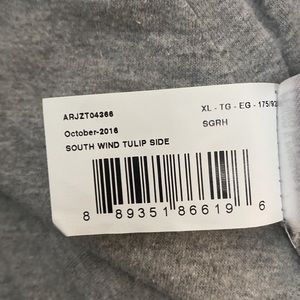 ARJZT04366
XL - TG - EG - 175/92
October-2016
SGRH
SOUTH WIND TULIP SIDE
8 89351 86619 6